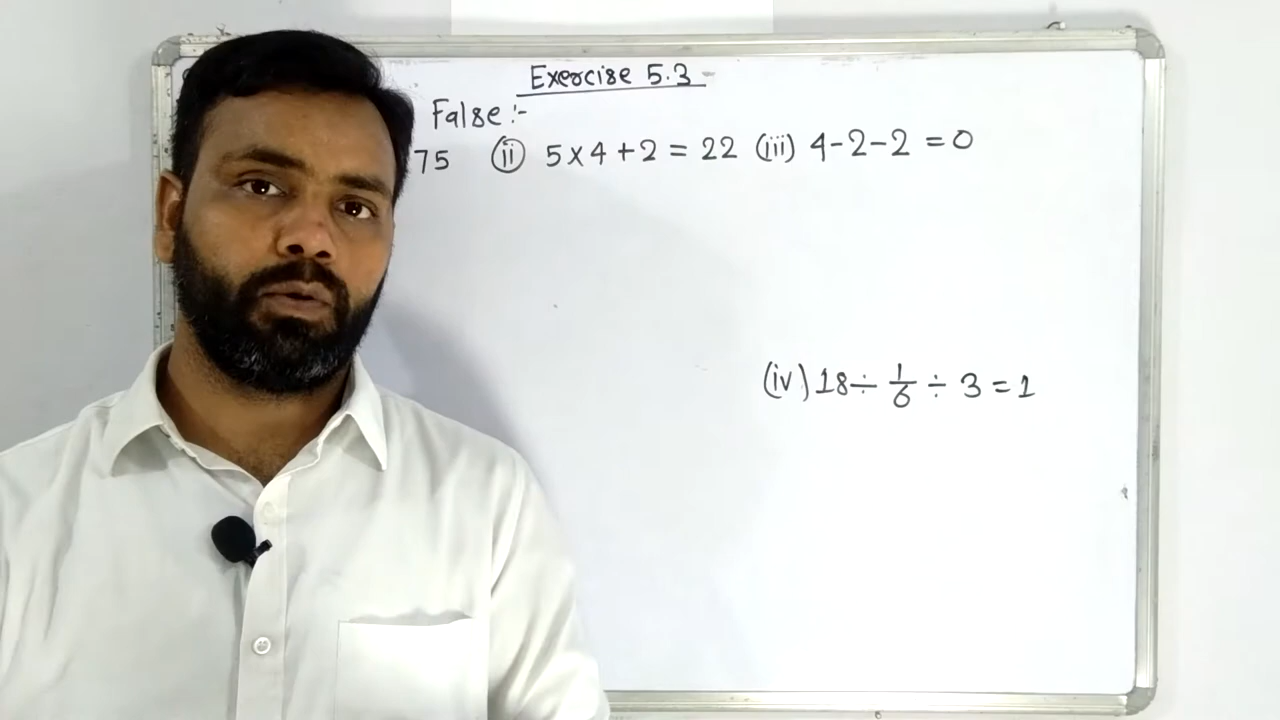 Exercise 5.3
False :-
75 (ii) 5 × 4 + 2 = 22 (iii) 4 - 2 - 2 = 0
(iv) 18 ÷ 1/6 ÷ 3 = 1